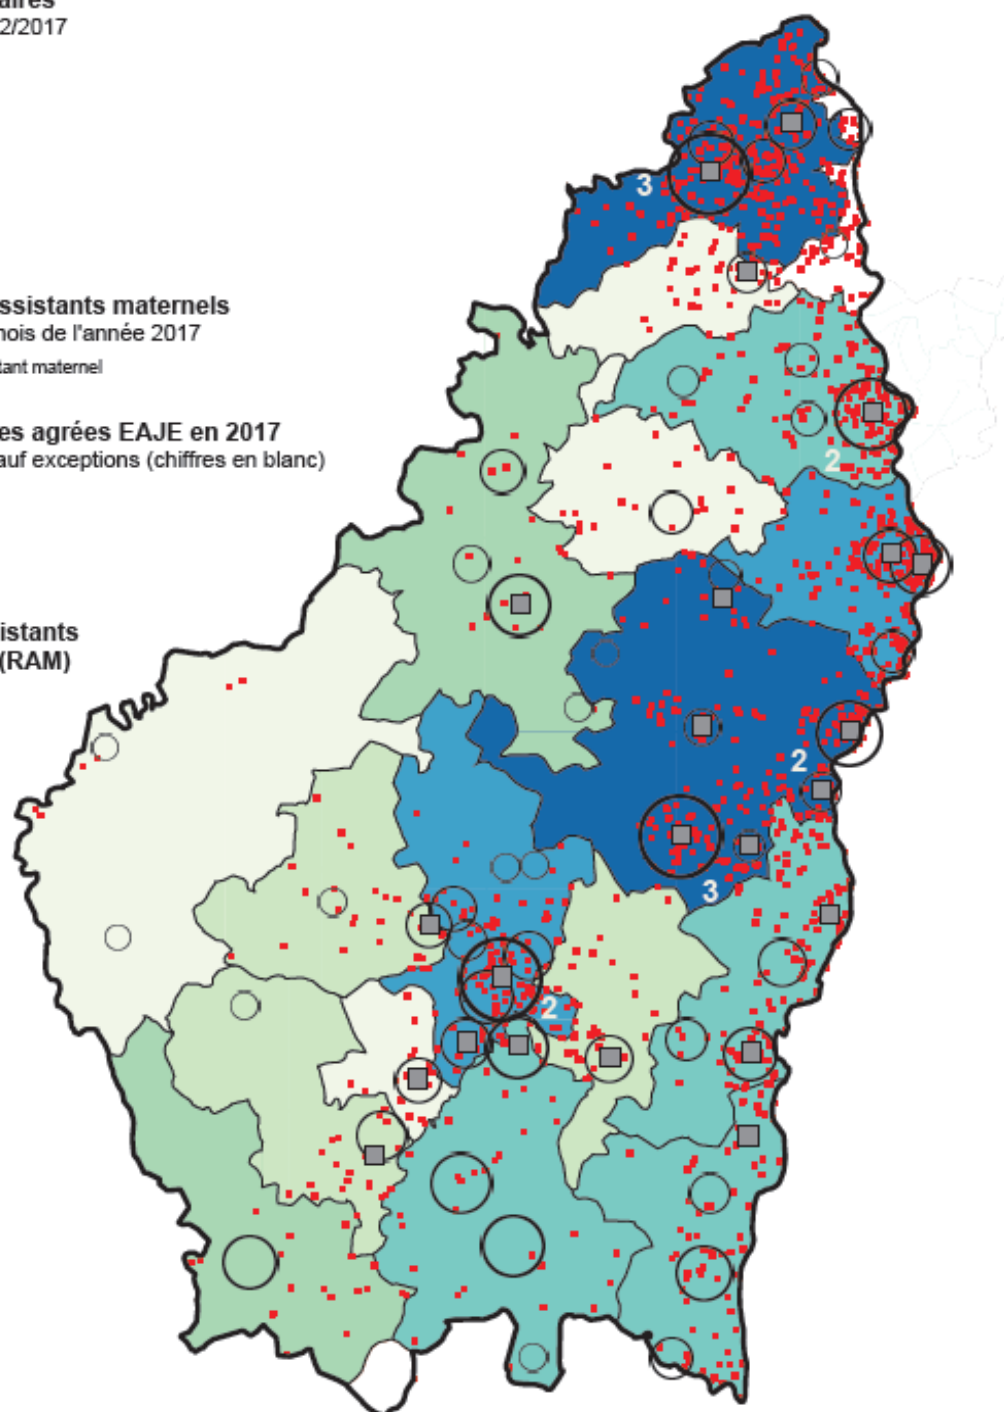 2/2017
ssistants maternels
nois de l'année 2017
tant maternel
es agrées EAJE en 2017
auf exceptions (chiffres en blanc)
istants
(RAM)
3
2
2
3
2